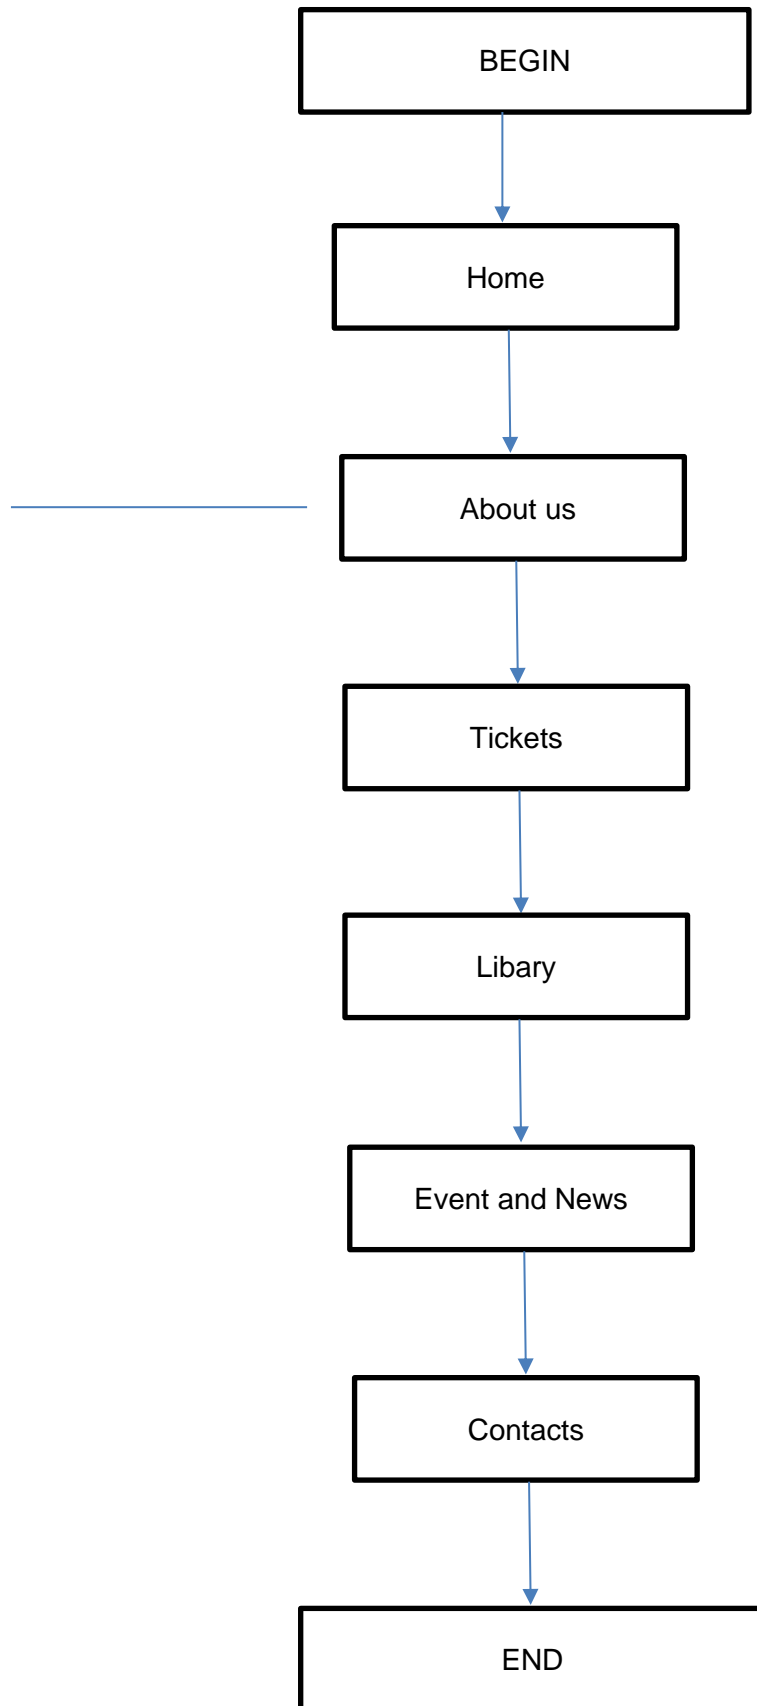 BEGIN
Home
About us
Tickets
Libary
Event and News
Contacts
END